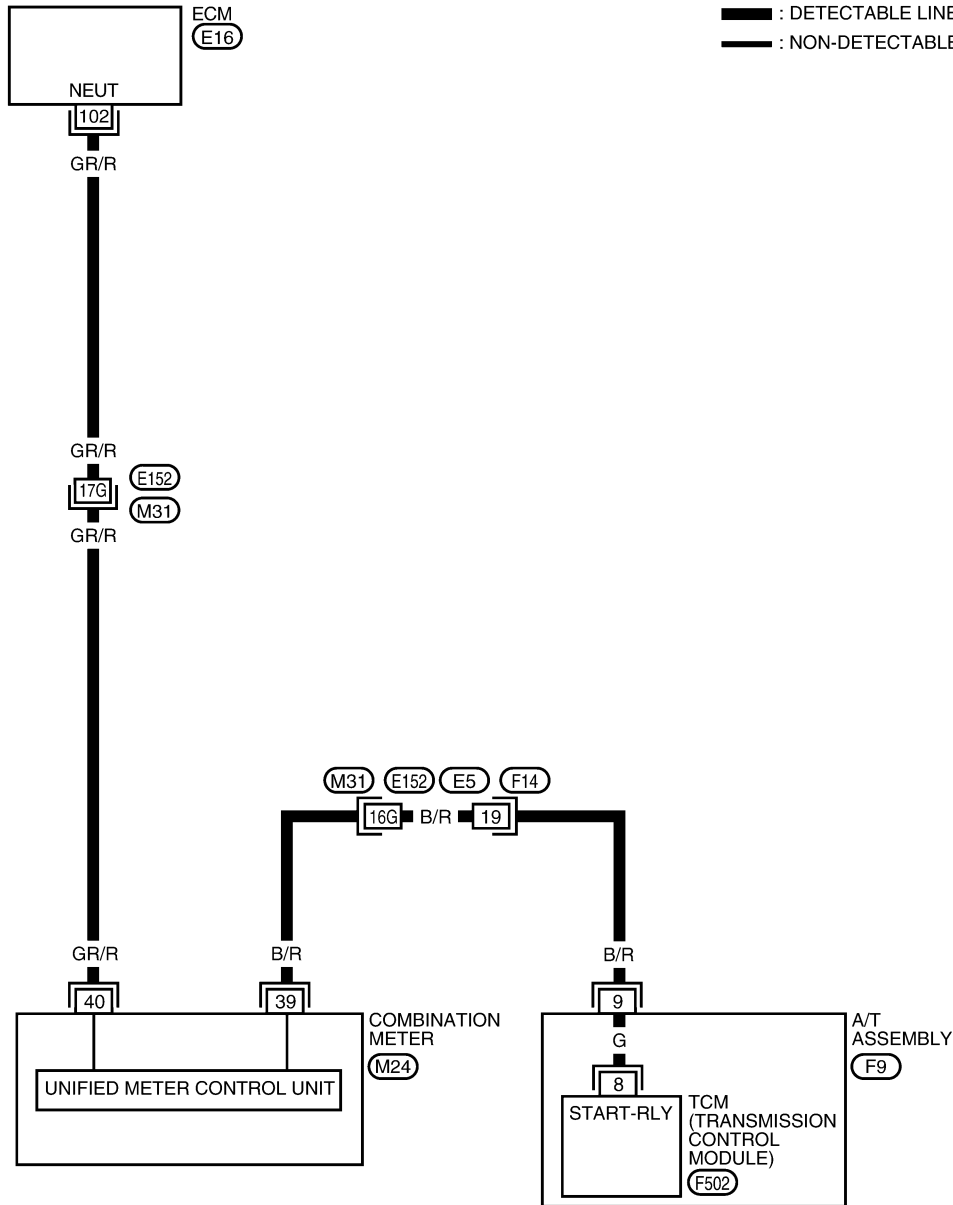 ECM
E16
: DETECTABLE LINE
: NON-DETECTABLE
NEUT
102
GR/R
GR/R
17G
E152
M31
GR/R
M31
E152
E5
F14
16G
B/R
19
GR/R
B/R
B/R
40
39
9
COMBINATION
METER
M24
UNIFIED METER CONTROL UNIT
A/T
ASSEMBLY
F9
G
8
START-RLY
TCM
(TRANSMISSION
CONTROL
MODULE)
F502